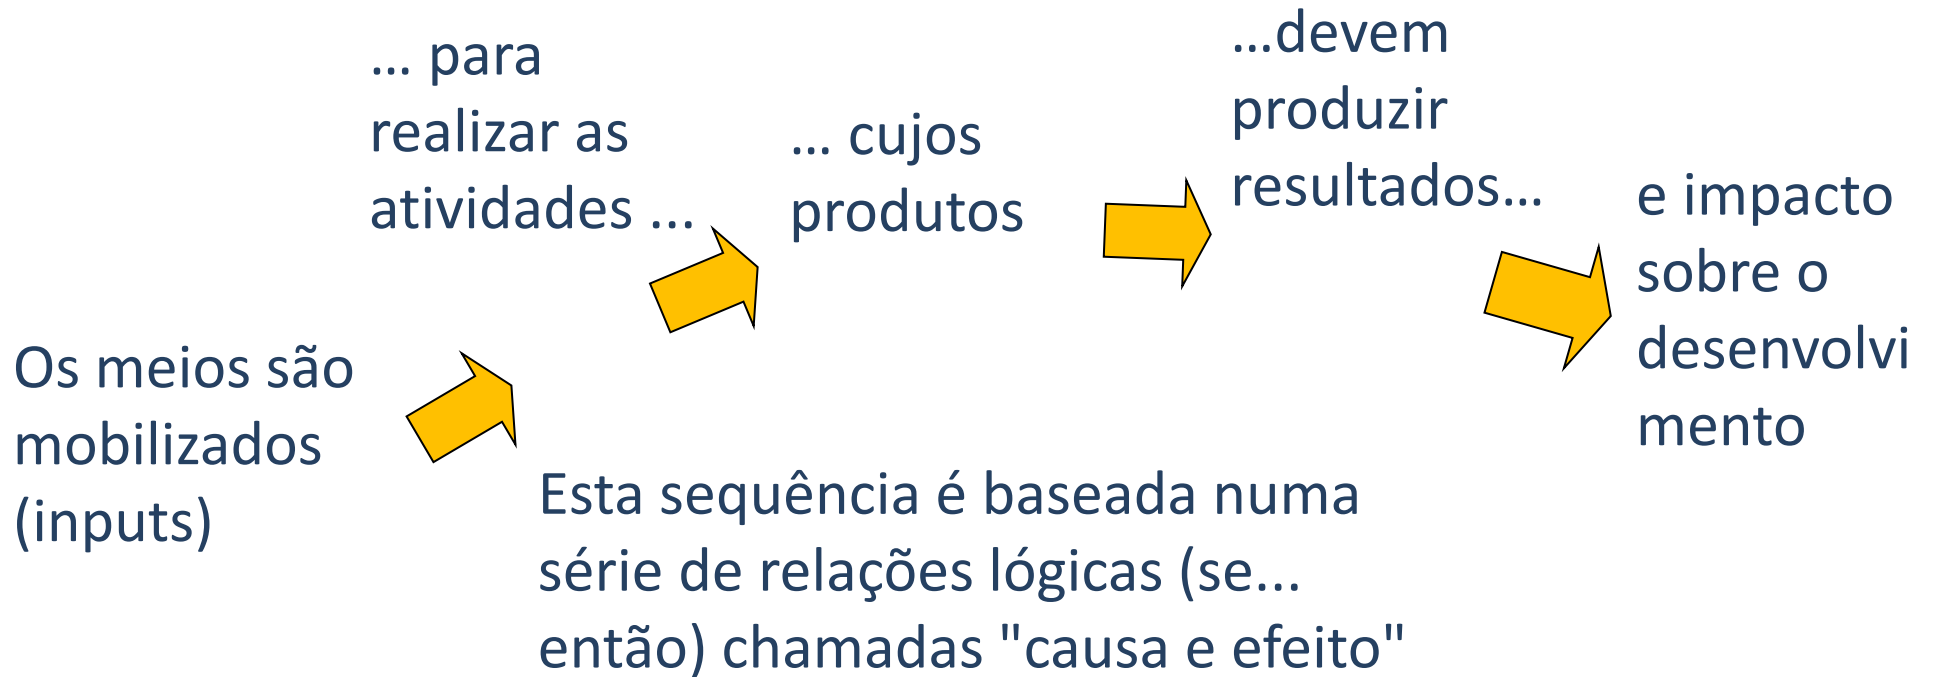 Os meios são
mobilizados
(inputs)
... para
realizar as
atividades ...
... cujos
produtos
...devem
produzir
resultados...
e impacto
sobre o
desenvolvi
mento
Esta sequência é baseada numa
série de relações lógicas (se...
então) chamadas "causa e efeito"